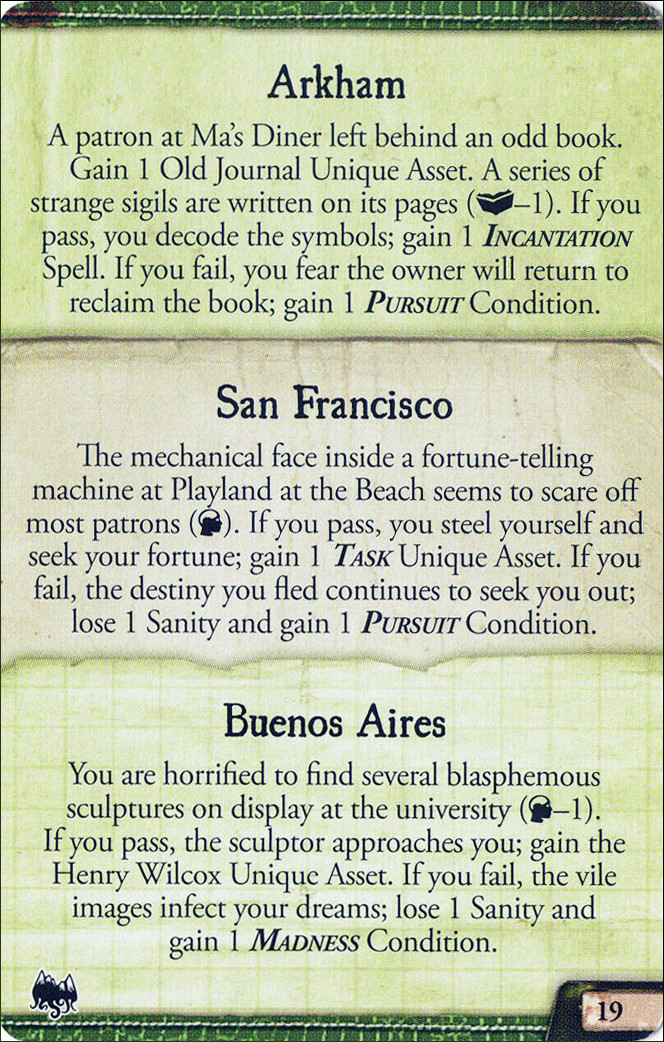 Arkham
A patron at Ma's Diner left behind an odd book.
Gain 1 Old Journal Unique Asset. A series of
strange sigils are written on its pages (–1). If you
pass, you decode the symbols; gain 1 INCANTATION
Spell. If you fail, you fear the owner will return to
reclaim the book; gain 1 PURSUIT Condition.
San Francisco
The mechanical face inside a fortune-telling
machine at Playland at the Beach seems to scare off
most patrons (). If you pass, you steel yourself and
seek your fortune; gain 1 TASK Unique Asset. If you
fail, the destiny you fled continues to seek you out;
lose 1 Sanity and gain 1 PURSUIT Condition.
Buenos Aires
You are horrified to find several blasphemous
sculptures on display at the university (–1).
If you pass, the sculptor approaches you; gain the
Henry Wilcox Unique Asset. If you fail, the vile
images infect your dreams; lose 1 Sanity and
gain 1 MADNESS Condition.
19